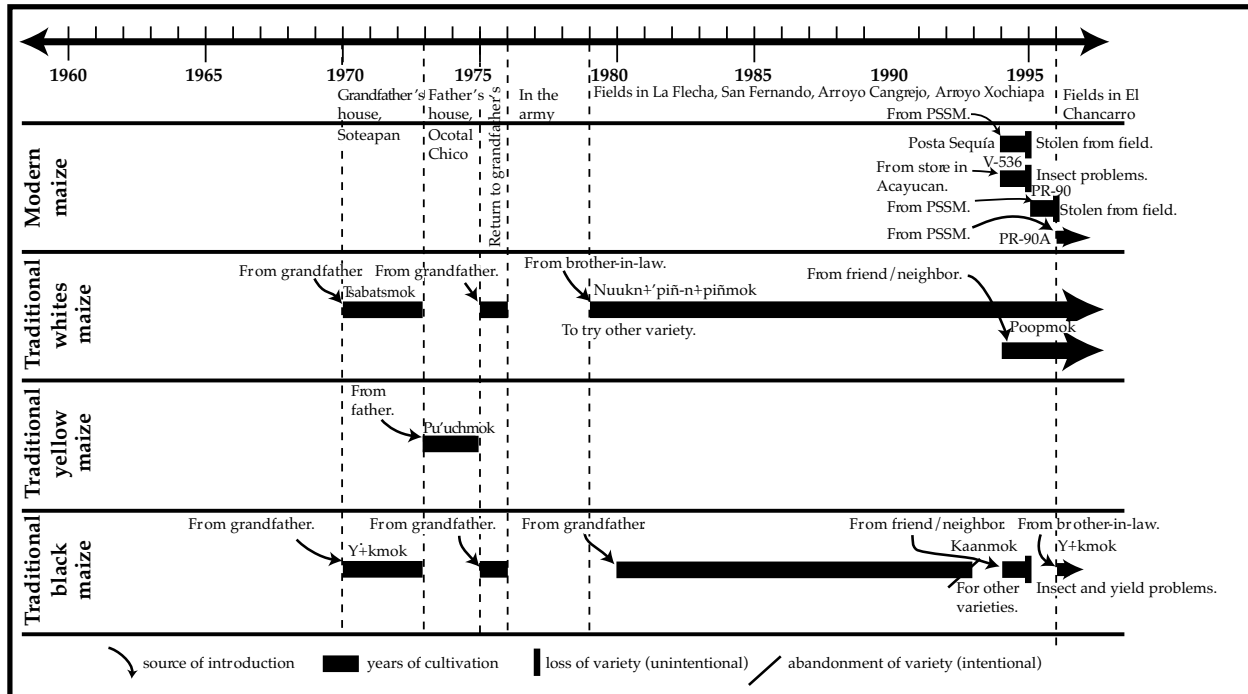 1960 1965 1970 1975 1980 1985 1990 1995
Grandfather's
house,
Soteapan
Father's
house,
Ocotal
Chico
Return to grandfather's
In the
army
Fields in La Flecha, San Fernando, Arroyo Cangrejo, Arroyo Xochiapa
Fields in El
Chancarro
Modern
maize
From PSSM.
Posta Sequía
Stolen from field.
V-536
From store in
Acayucan.
Insect problems.
PR-90
From PSSM.
Stolen from field.
From PSSM.
PR-90A
Traditional
whites
maize
From grandfather.
Tsabatsmok
From grandfather.
From brother-in-law.
Nuukn+'piñ-n+piñmok
To try other variety.
From friend/neighbor.
Poopmok
Traditional
yellow
maize
From
father.
Pu'uchmok
Traditional
black
maize
From grandfather.
Y+kmok
From grandfather.
From grandfather.
From friend/neighbor.
Kaanmok
For other
varieties.
From brother-in-law.
Y+kmok
Insect and yield problems.
source of introduction
years of cultivation
loss of variety (unintentional)
abandonment of variety (intentional)